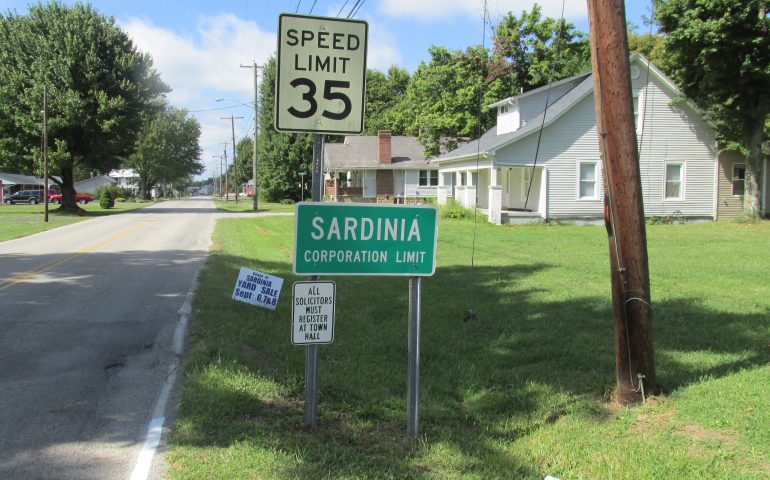 SPEED
LIMIT
35
SARDINIA
CORPORATION LIMIT
SARDINIA
YARD SALE
Sept. 6,7&8
ALL
SOLICITORS
MUST
REGISTER
AT TOWN
HALL